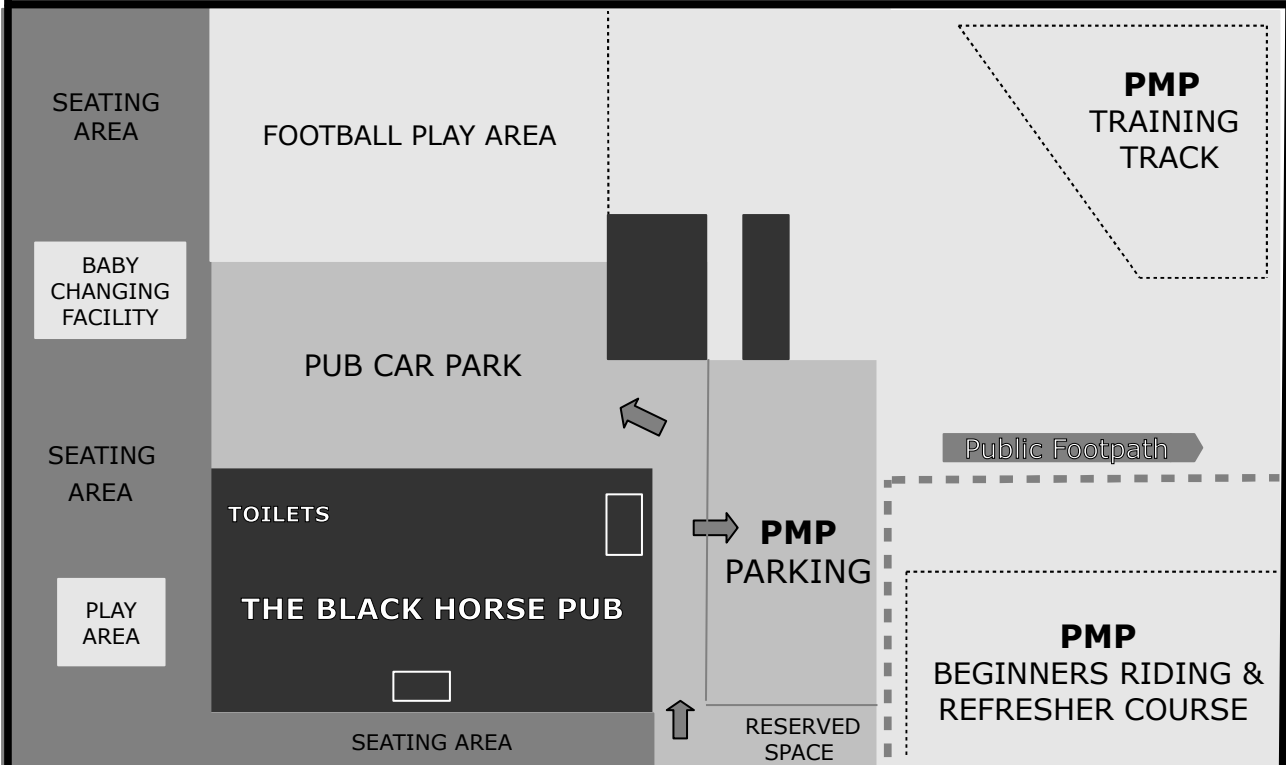 SEATING
AREA
FOOTBALL PLAY AREA
PMP
TRAINING
TRACK
BABY
CHANGING
FACILITY
PUB CAR PARK
SEATING
AREA
Public Footpath
TOILETS
PMP
PARKING
THE BLACK HORSE PUB
PLAY
AREA
PMP
BEGINNERS RIDING &
REFRESHER COURSE
SEATING AREA
RESERVED
SPACE